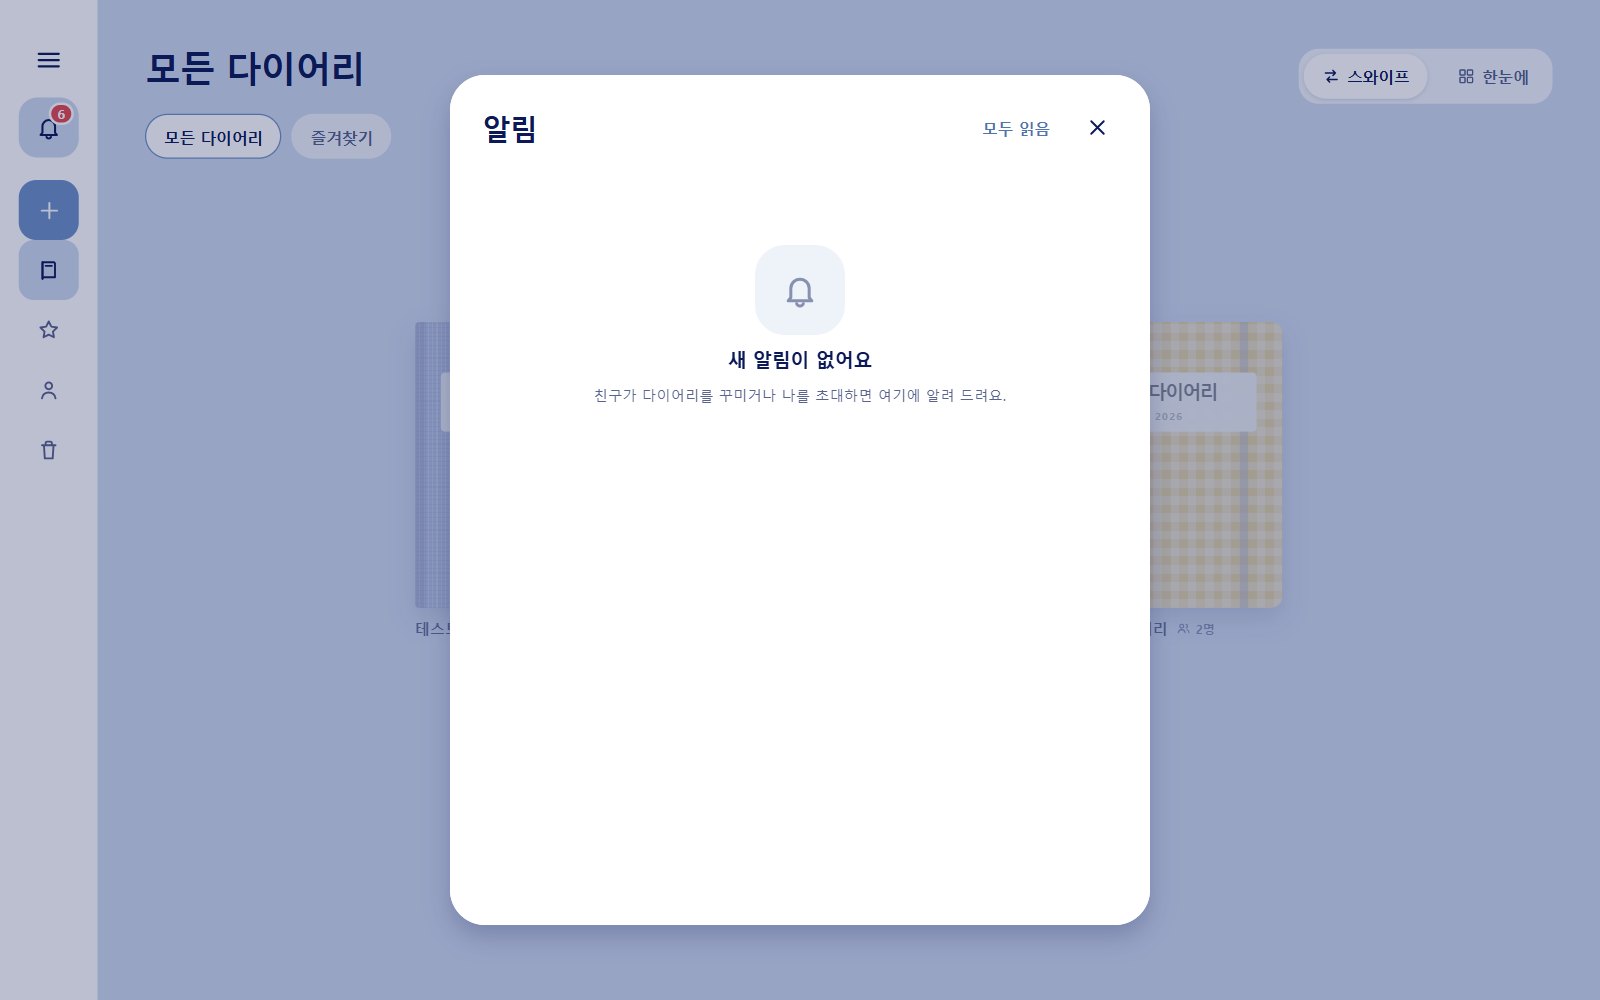 모든 다이어리
스와이프
한눈에
6
모든 다이어리
즐겨찾기
알림
모두 읽음
새 알림이 없어요
친구가 다이어리를 꾸미거나 나를 초대하면 여기에 알려 드려요.
다이어리
2026
2명